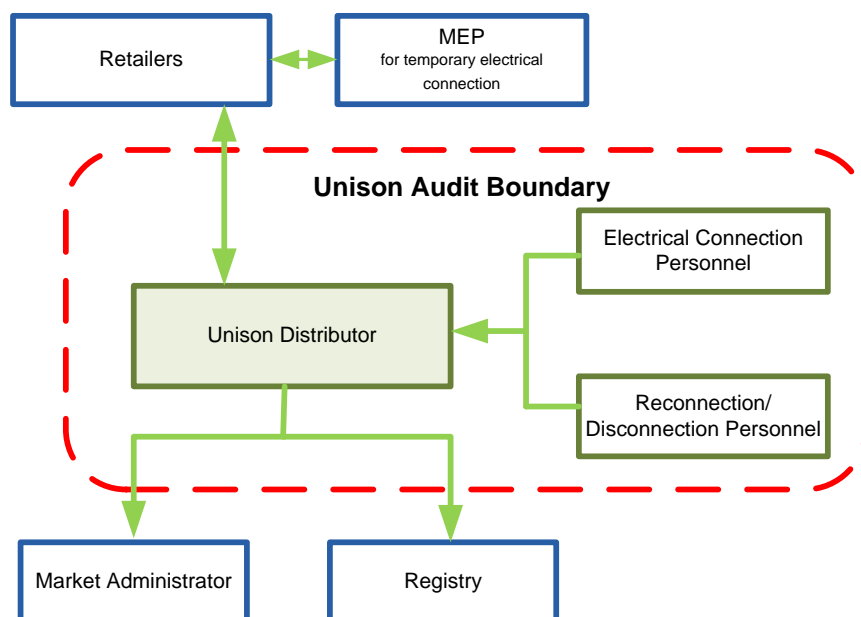 Retailers
MEP
for temporary electrical
connection
Unison Audit Boundary
Electrical Connection
Personnel
Unison Distributor
Reconnection/
Disconnection Personnel
Market Administrator
Registry